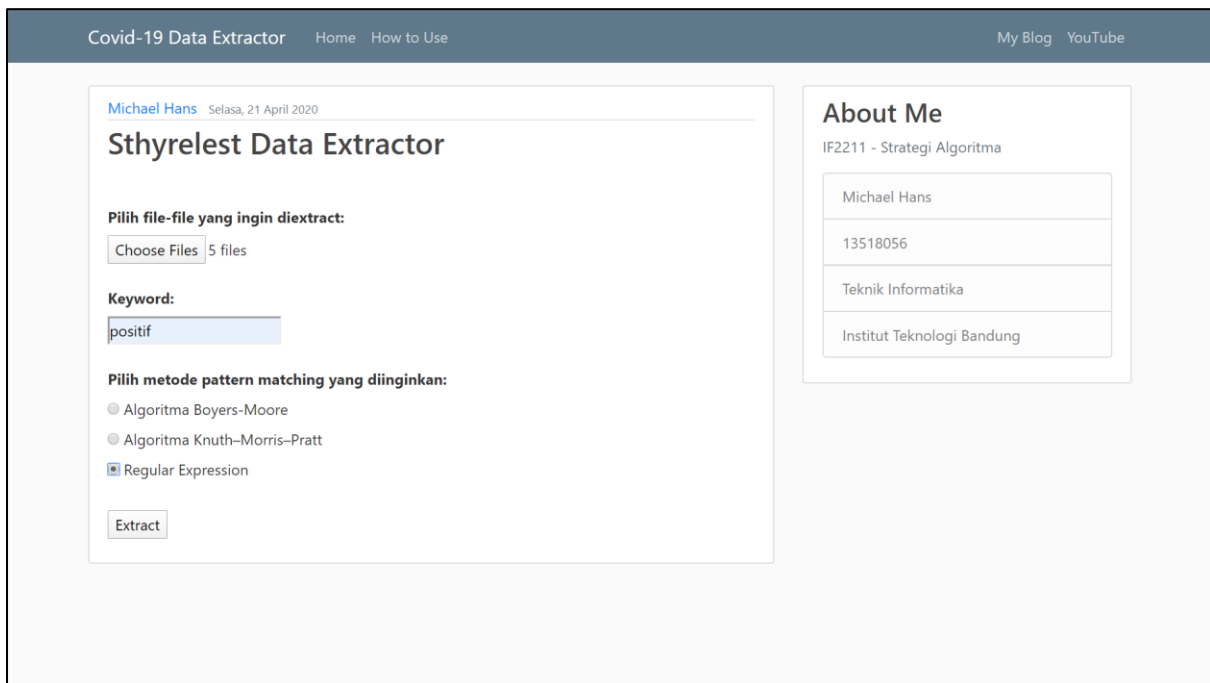 Covid-19 Data Extractor Home How to Use My Blog YouTube
Michael Hans Selasa, 21 April 2020
Sthyrelest Data Extractor
Pilih file-file yang ingin diextract:
Choose Files 5 files
Keyword:
positif
Pilih metode pattern matching yang diinginkan:
Algoritma Boyers-Moore
Algoritma Knuth–Morris–Pratt
Regular Expression
Extract
About Me
IF2211 - Strategi Algoritma
Michael Hans
13518056
Teknik Informatika
Institut Teknologi Bandung